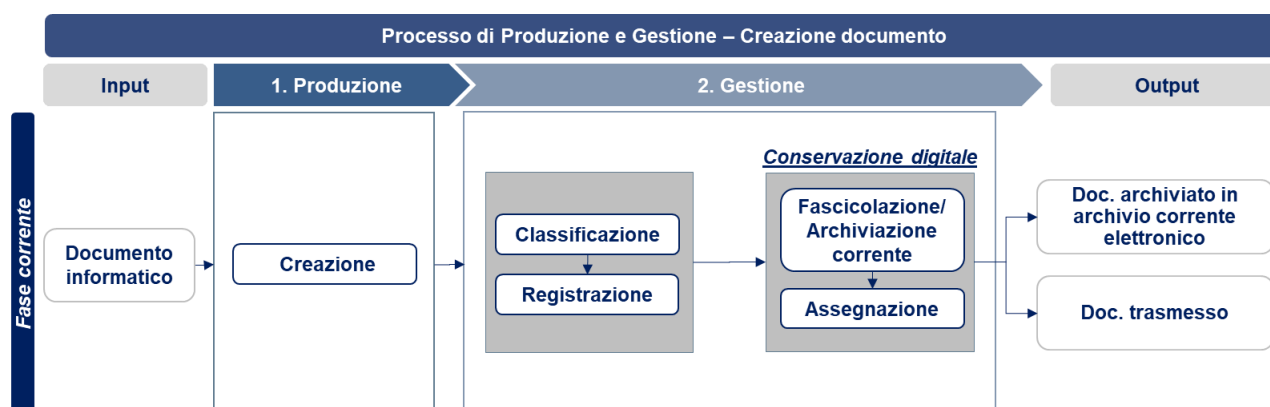 Processo di Produzione e Gestione – Creazione documento
Input
1. Produzione
2. Gestione
Output
Fase corrente
Documento
informatico
Creazione
Classificazione
Registrazione
Conservazione digitale
Fascicolazione/
Archiviazione
corrente
Assegnazione
Doc. archiviato in
archivio corrente
elettronico
Doc. trasmesso